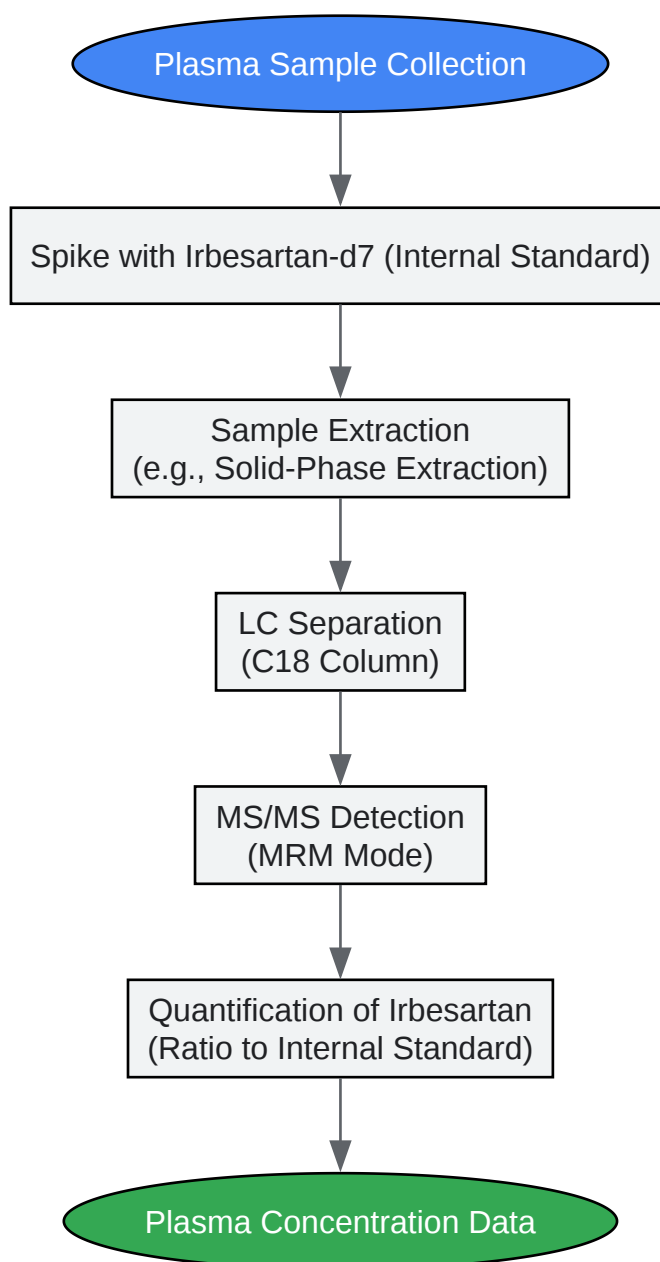 Plasma Sample Collection
Spike with Irbesartan-d7 (Internal Standard)
Sample Extraction
(e.g., Solid-Phase Extraction)
LC Separation
(C18 Column)
MS/MS Detection
(MRM Mode)
Quantification of Irbesartan
(Ratio to Internal Standard)
Plasma Concentration Data